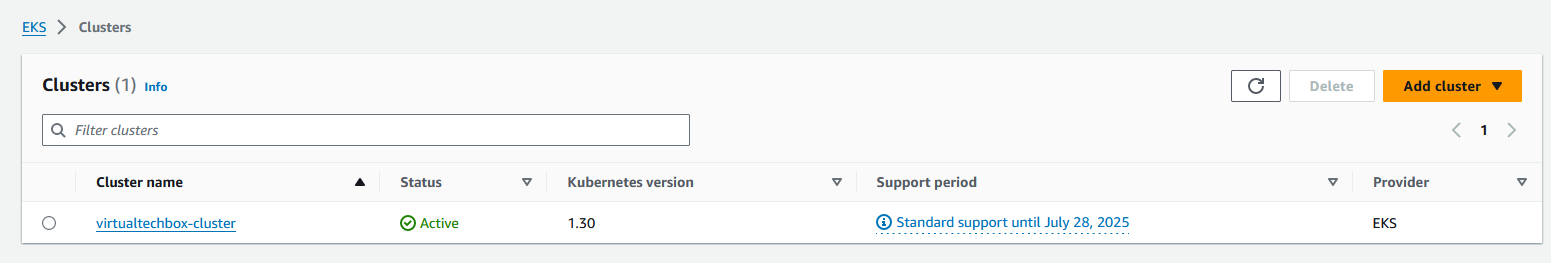 EKS > Clusters
Clusters (1) Info
Delete
Add cluster
Filter clusters
1
Cluster name Status Kubernetes version Support period Provider
virtualtechbox-cluster Active 1.30 Standard support until July 28, 2025 EKS